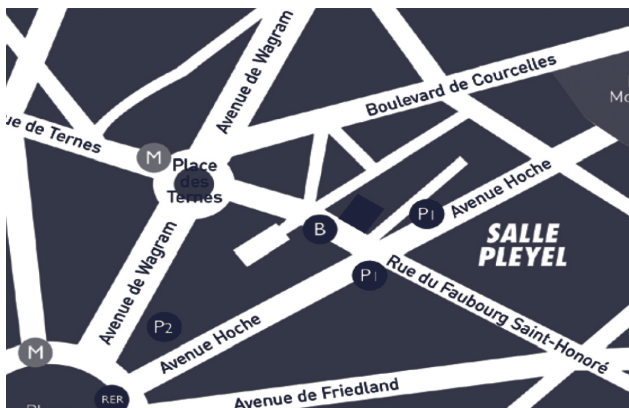 Avenue de Wagram
Boulevard de Courcelles
ue de Ternes
M
Place
des
Ternes
Mo
Avenue Hoche
P1
B
SALLE
PLEYEL
P1
Rue du Faubourg Saint-Honoré
Avenue de Wagram
P2
Avenue Hoche
M
RER
Avenue de Friedland